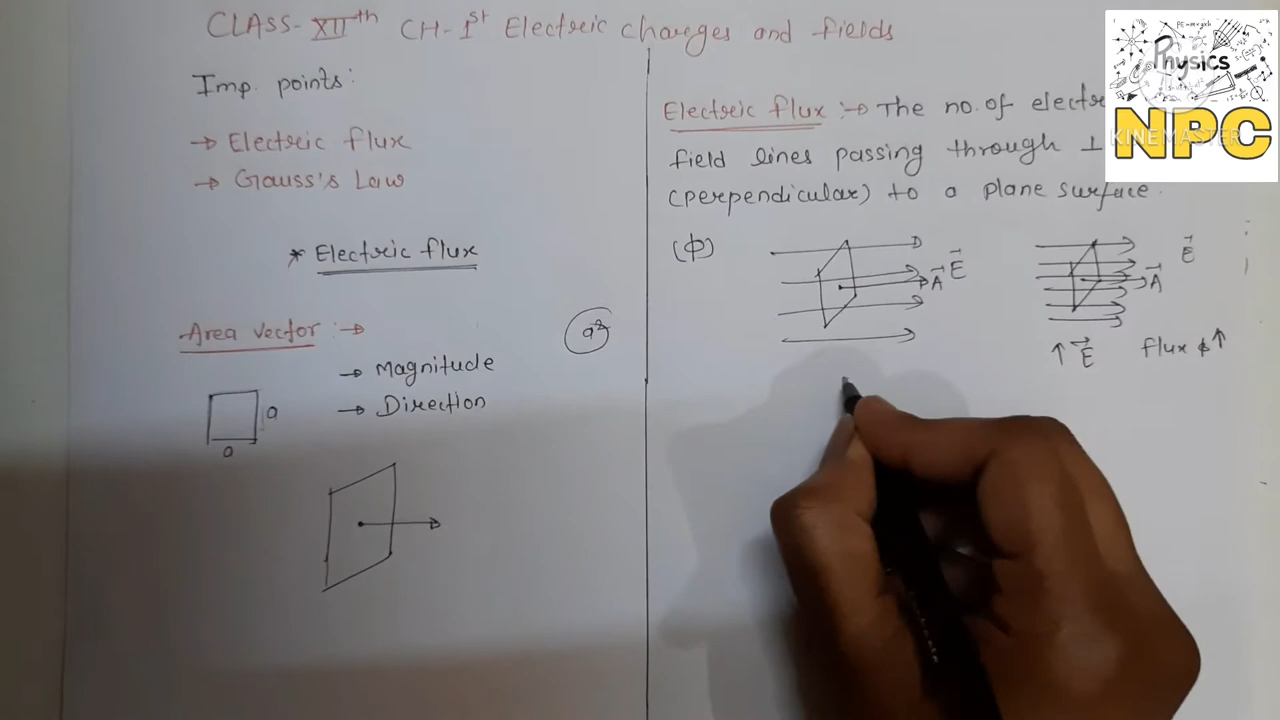 CLASS-XIIth CH-1st Electric charges and fields
Imp. points:
→ Electric flux
→ Gauss's Law
* Electric flux
Area vector :→
→ Magnitude
→ Direction
a²
a
a
Electric flux :→ The no. of electr
field lines passing through ⊥
(perpendicular) to a plane surface.
(ϕ)
A⃗ E⃗
E⃗
A⃗
↑ E⃗ flux ϕ↑
Physics
NPC
KINEMASTER